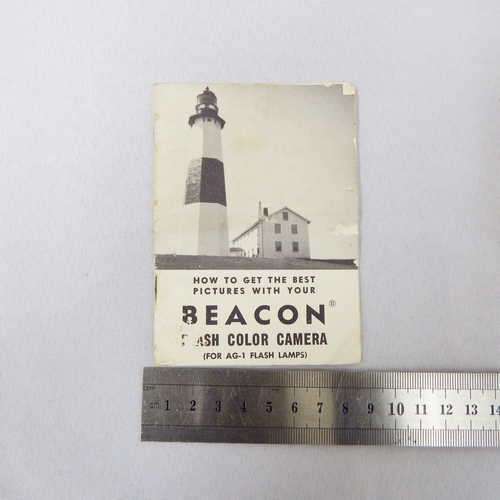 HOW TO GET THE BEST
PICTURES WITH YOUR
BEACON®
ASH COLOR CAMERA
(FOR AG-1 FLASH LAMPS)
cm 1 2 3 4 5 6 7 8 9 10 11 12 13 14